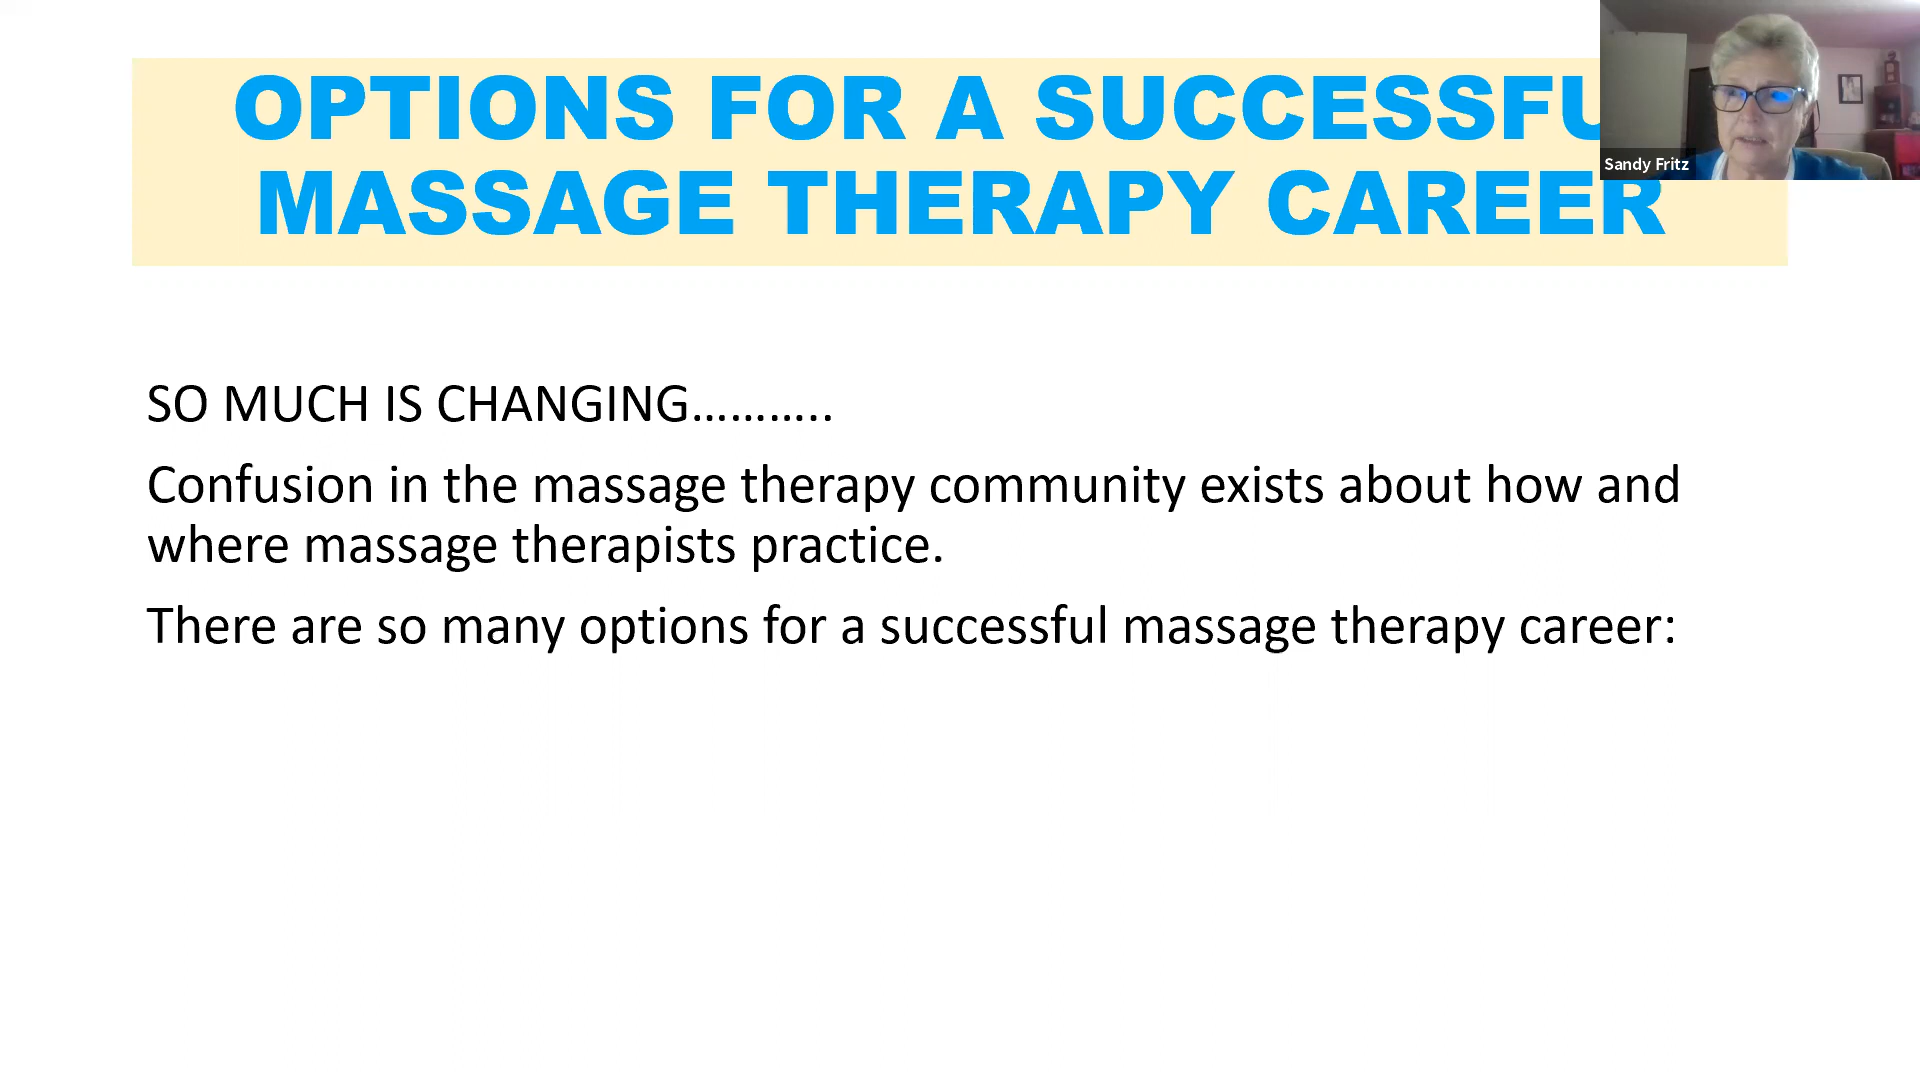 OPTIONS FOR A SUCCESSFU
MASSAGE THERAPY CAREER
Sandy Fritz
SO MUCH IS CHANGING………..
Confusion in the massage therapy community exists about how and
where massage therapists practice.
There are so many options for a successful massage therapy career: